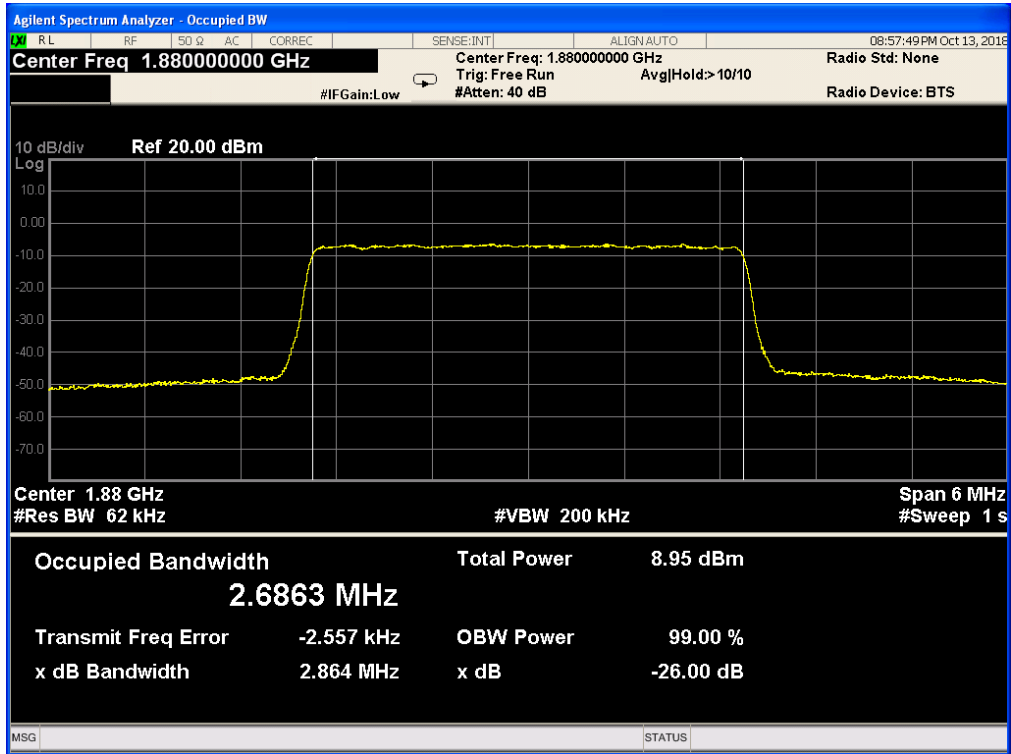 Agilent Spectrum Analyzer - Occupied BW
LXI RL RF 50 Ω AC CORREC SENSE:INT ALIGN AUTO 08:57:49 PM Oct 13, 2018
Center Freq 1.880000000 GHz Center Freq: 1.880000000 GHz Radio Std: None
Trig: Free Run Avg|Hold:> 10/10
#IFGain:Low #Atten: 40 dB Radio Device: BTS
10 dB/div Ref 20.00 dBm
Log
10.0
0.00
-10.0
-20.0
-30.0
-40.0
-50.0
-60.0
-70.0
Center 1.88 GHz Span 6 MHz
#Res BW 62 kHz #VBW 200 kHz #Sweep 1 s
Occupied Bandwidth Total Power 8.95 dBm
2.6863 MHz
Transmit Freq Error -2.557 kHz OBW Power 99.00 %
x dB Bandwidth 2.864 MHz x dB -26.00 dB
MSG STATUS